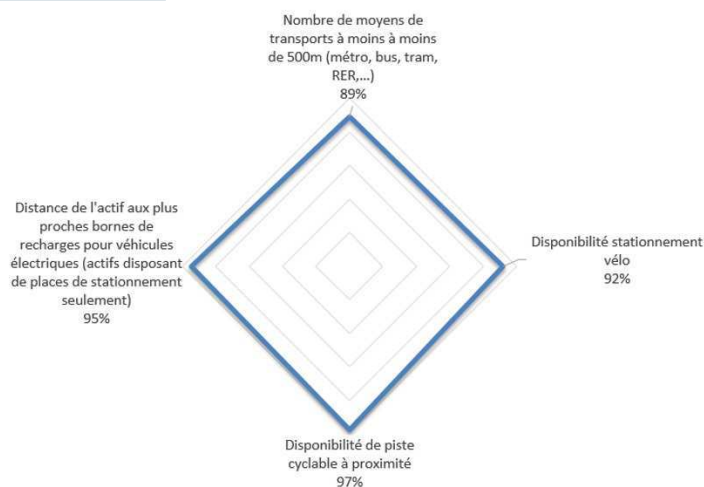 Nombre de moyens de
transports à moins à moins
de 500m (métro, bus, tram,
RER,...)
89%
Distance de l'actif aux plus
proches bornes de
recharges pour véhicules
électriques (actifs disposant
de places de stationnement
seulement)
95%
Disponibilité stationnement
vélo
92%
Disponibilité de piste
cyclable à proximité
97%